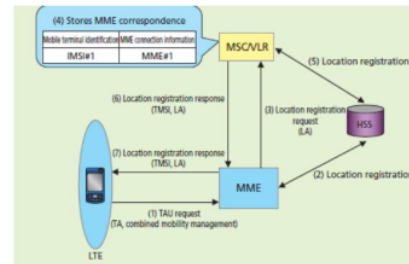 (4) Stores MME correspondence
Mobile terminal identification MME connection information
IMSI#1 MME#1
MSC/VLR
(5) Location registration
(6) Location registration response
(TMSI, LA)
(3) Location registration
request
(LA)
HSS
(7) Location registration response
(TMSI, LA)
MME
(2) Location registration
(1) TAU request
(TA, combined mobility management)
LTE